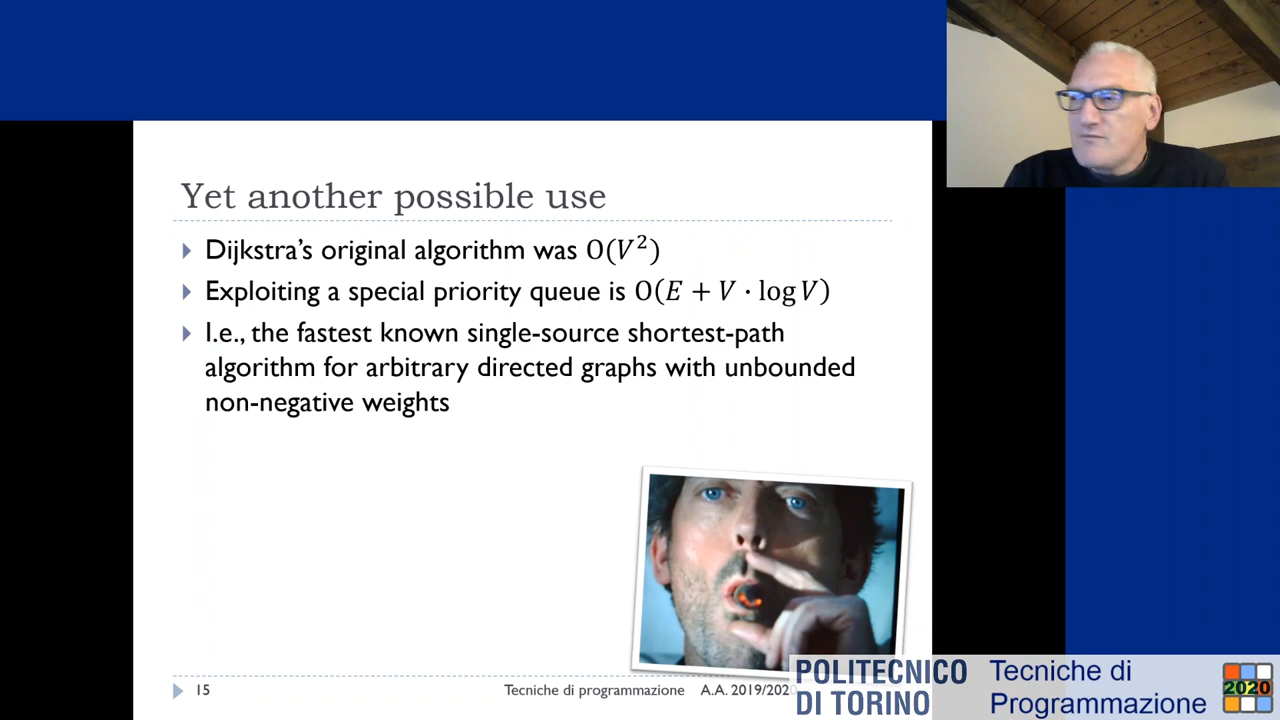 Yet another possible use
Dijkstra's original algorithm was O(V²)
Exploiting a special priority queue is O(E + V · log V)
I.e., the fastest known single-source shortest-path
algorithm for arbitrary directed graphs with unbounded
non-negative weights
15
Tecniche di programmazione A.A. 2019/2020
POLITECNICO
DI TORINO
Tecniche di
Programmazione
2020